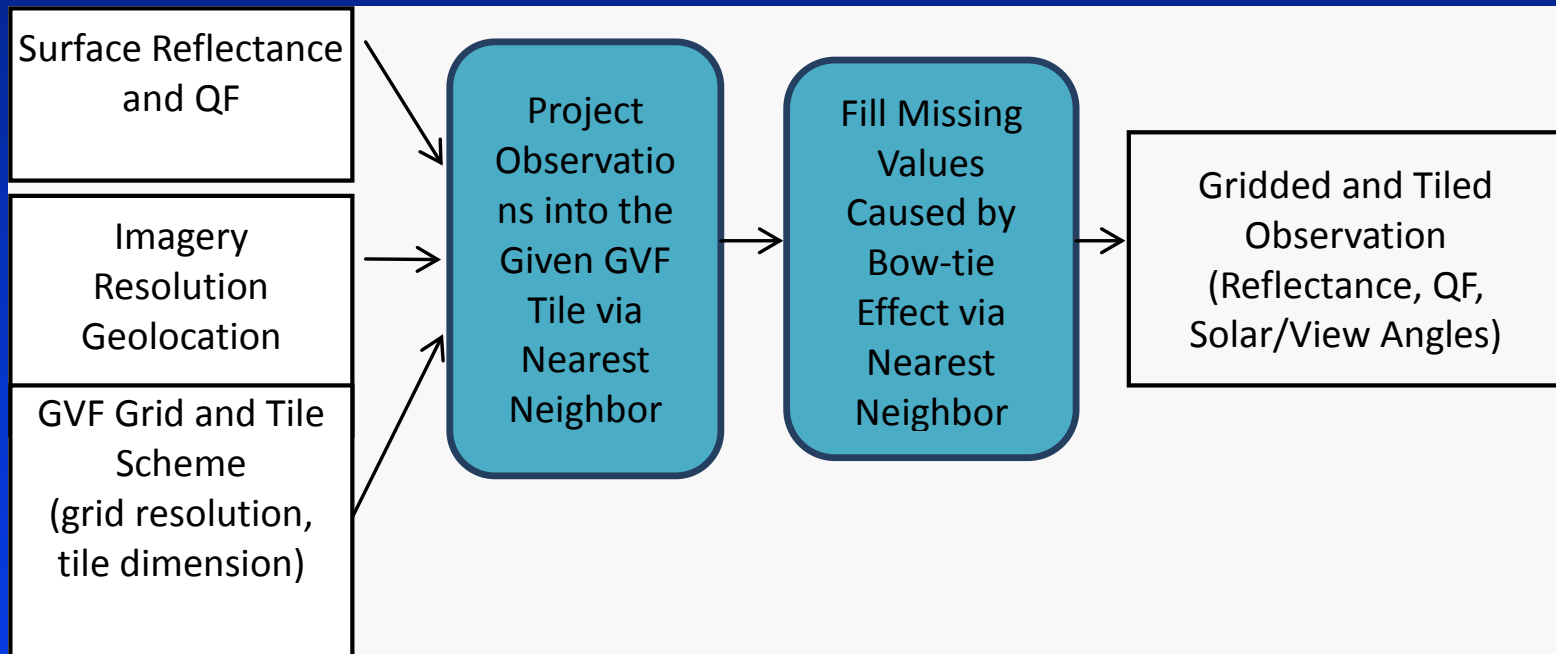 Surface Reflectance
and QF
Imagery
Resolution
Geolocation
GVF Grid and Tile
Scheme
(grid resolution,
tile dimension)
Project
Observatio
ns into the
Given GVF
Tile via
Nearest
Neighbor
Fill Missing
Values
Caused by
Bow-tie
Effect via
Nearest
Neighbor
Gridded and Tiled
Observation
(Reflectance, QF,
Solar/View Angles)